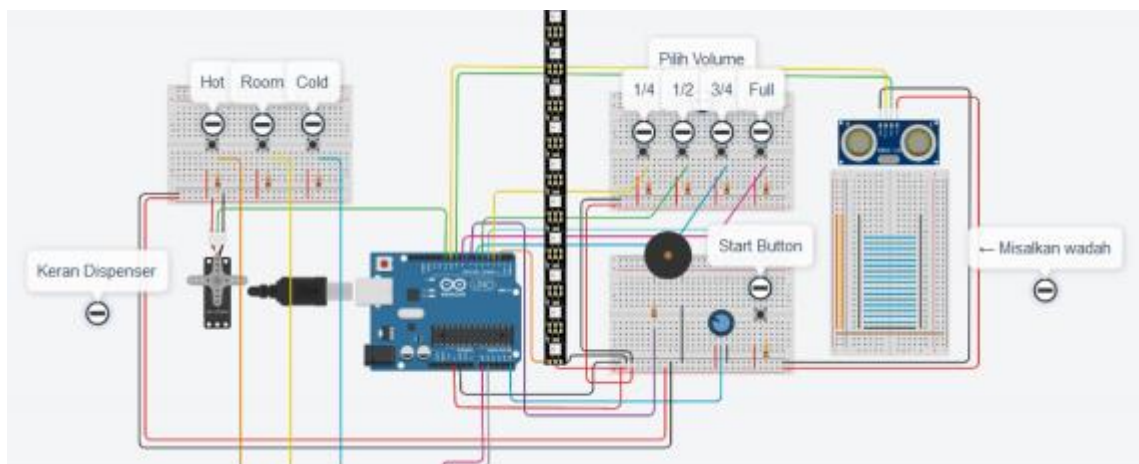 Pilih Volume
Hot Room Cold
1/4 1/2 3/4 Full
Start Button
← Misalkan wadah
Keran Dispenser
UNO